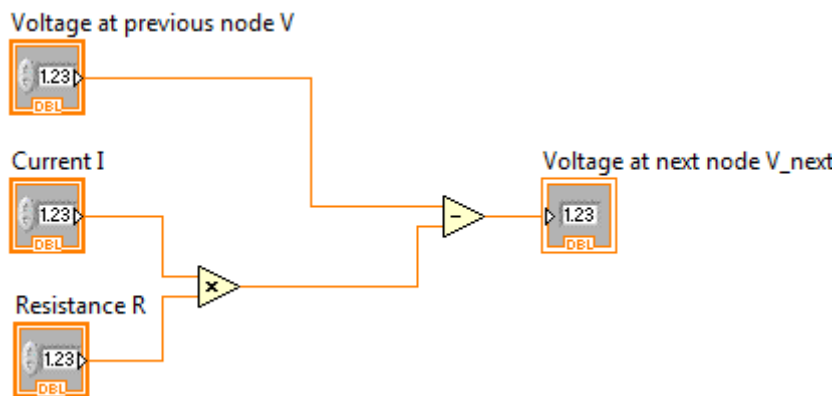 Voltage at previous node V
1.23
DBL
Current I
1.23
DBL
Voltage at next node V_next
1.23
DBL
Resistance R
1.23
DBL
-
×